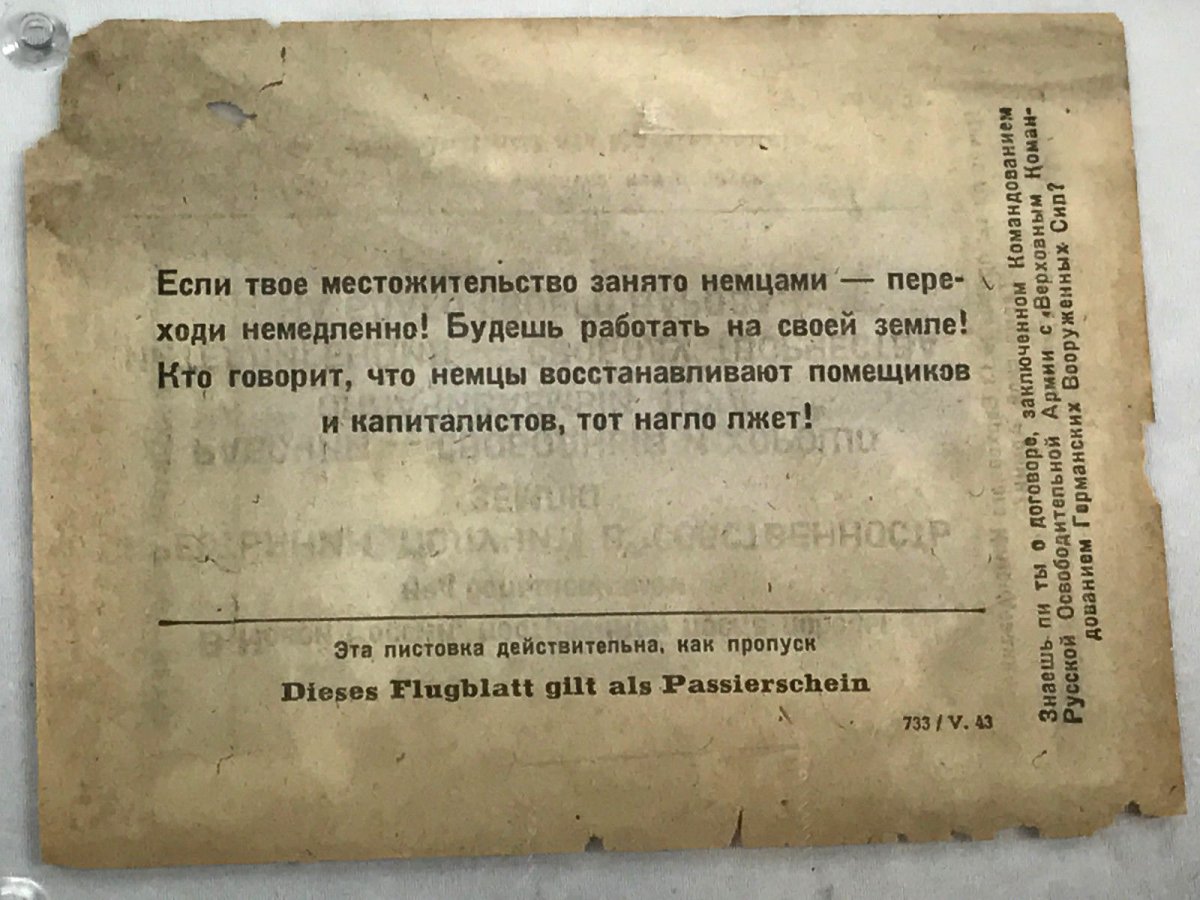 Если твое местожительство занято немцами — пере-
ходи немедленно! Будешь работать на своей земле!
Кто говорит, что немцы восстанавливают помещиков
и капиталистов, тот нагло лжет!
Эта листовка действительна, как пропуск
Dieses Flugblatt gilt als Passierschein
733 / V. 43
Знаешь ли ты о договоре, заключенном Командованием
Русской Освободительной Армии с Верховным Коман-
дованием Германских Вооруженных Сил?